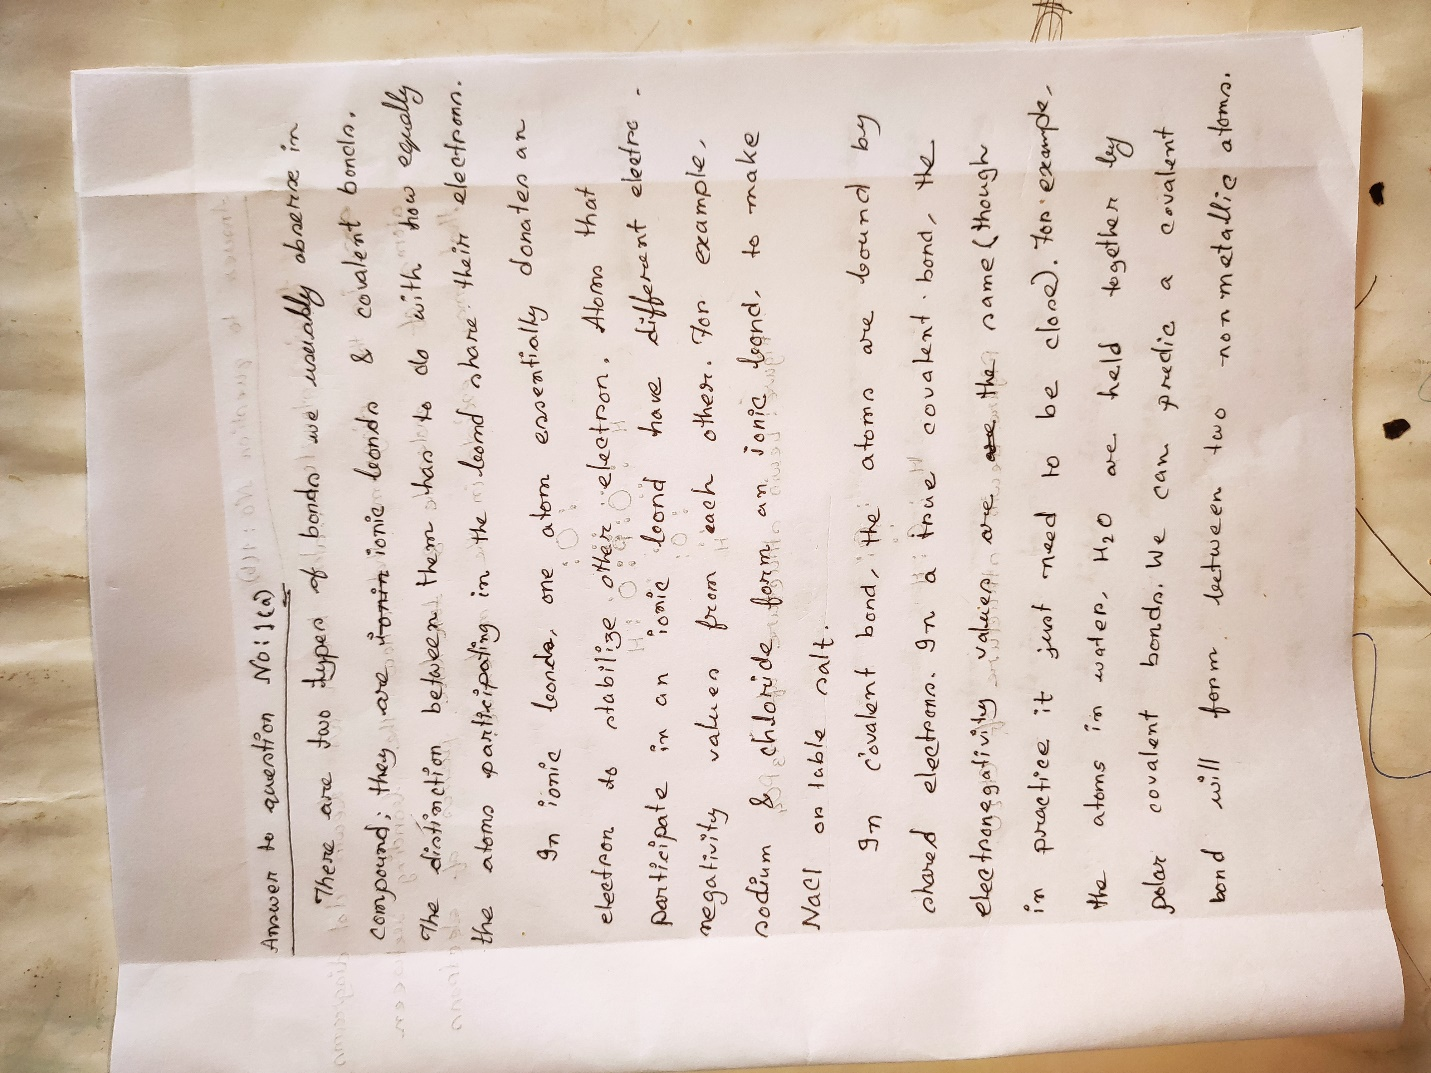 Answer to question No: 1(a)
There are two types of bonds we usually observe in
compound; they are ionin ionic bonds & covalent bonds.
The distinction between them has to do with how equally
the atoms participating in the bond share their electrons.
In ionic bonds, one atom essentially donates an
electron to stabilize other electron. Atoms that
participate in an ionic bond have different electro-
negativity values from each other. For example,
sodium & chloride form an ionic bond, to make
NaCl or table salt.
In covalent bond, the atoms are bound by
shared electrons. In a true covalent bond, the
electronegativity values are are the the same (though
in practice it just need to be close). For example,
the atoms in water, H₂O are held together by
polar covalent bonds. We can predic a covalent
bond will form between two nonmetallic atoms.